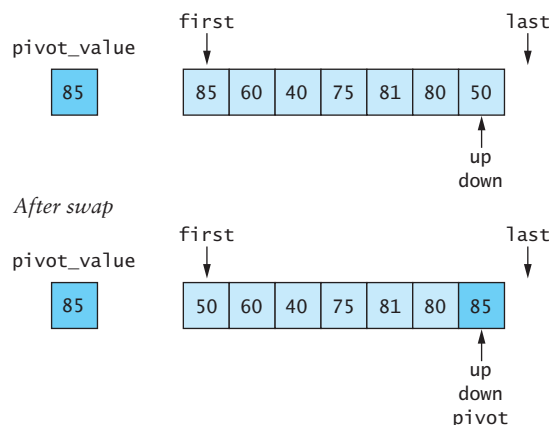 first last
pivot_value
85 85 60 40 75 81 80 50
up
down
After swap
first last
pivot_value
85 50 60 40 75 81 80 85
up
down
pivot